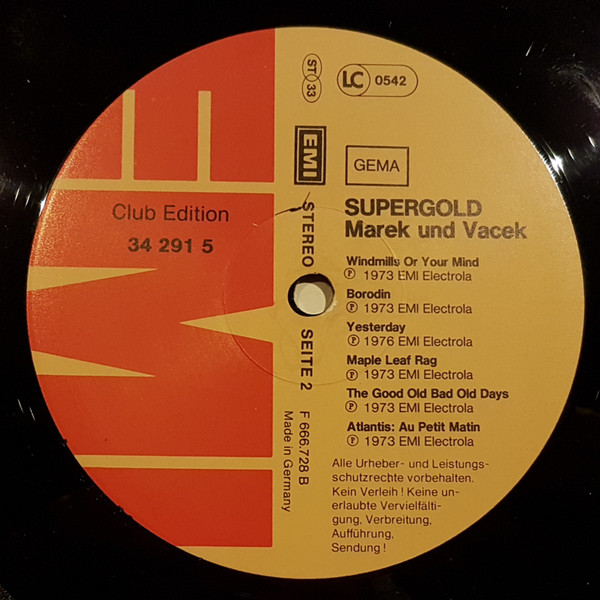 ST 33
LC 0542
EMI
GEMA
Club Edition
34 291 5
STEREO
SEITE 2
F 666.728 B
Made in Germany
SUPERGOLD
Marek und Vacek
Windmills Or Your Mind
Ⓟ 1973 EMI Electrola
Borodin
Ⓟ 1973 EMI Electrola
Yesterday
Ⓟ 1976 EMI Electrola
Maple Leaf Rag
Ⓟ 1973 EMI Electrola
The Good Old Bad Old Days
Ⓟ 1973 EMI Electrola
Atlantis: Au Petit Matin
Ⓟ 1973 EMI Electrola
Alle Urheber- und Leistungs-
schutzrechte vorbehalten.
Kein Verleih! Keine un-
erlaubte Vervielfälti-
gung, Verbreitung,
Aufführung,
Sendung!